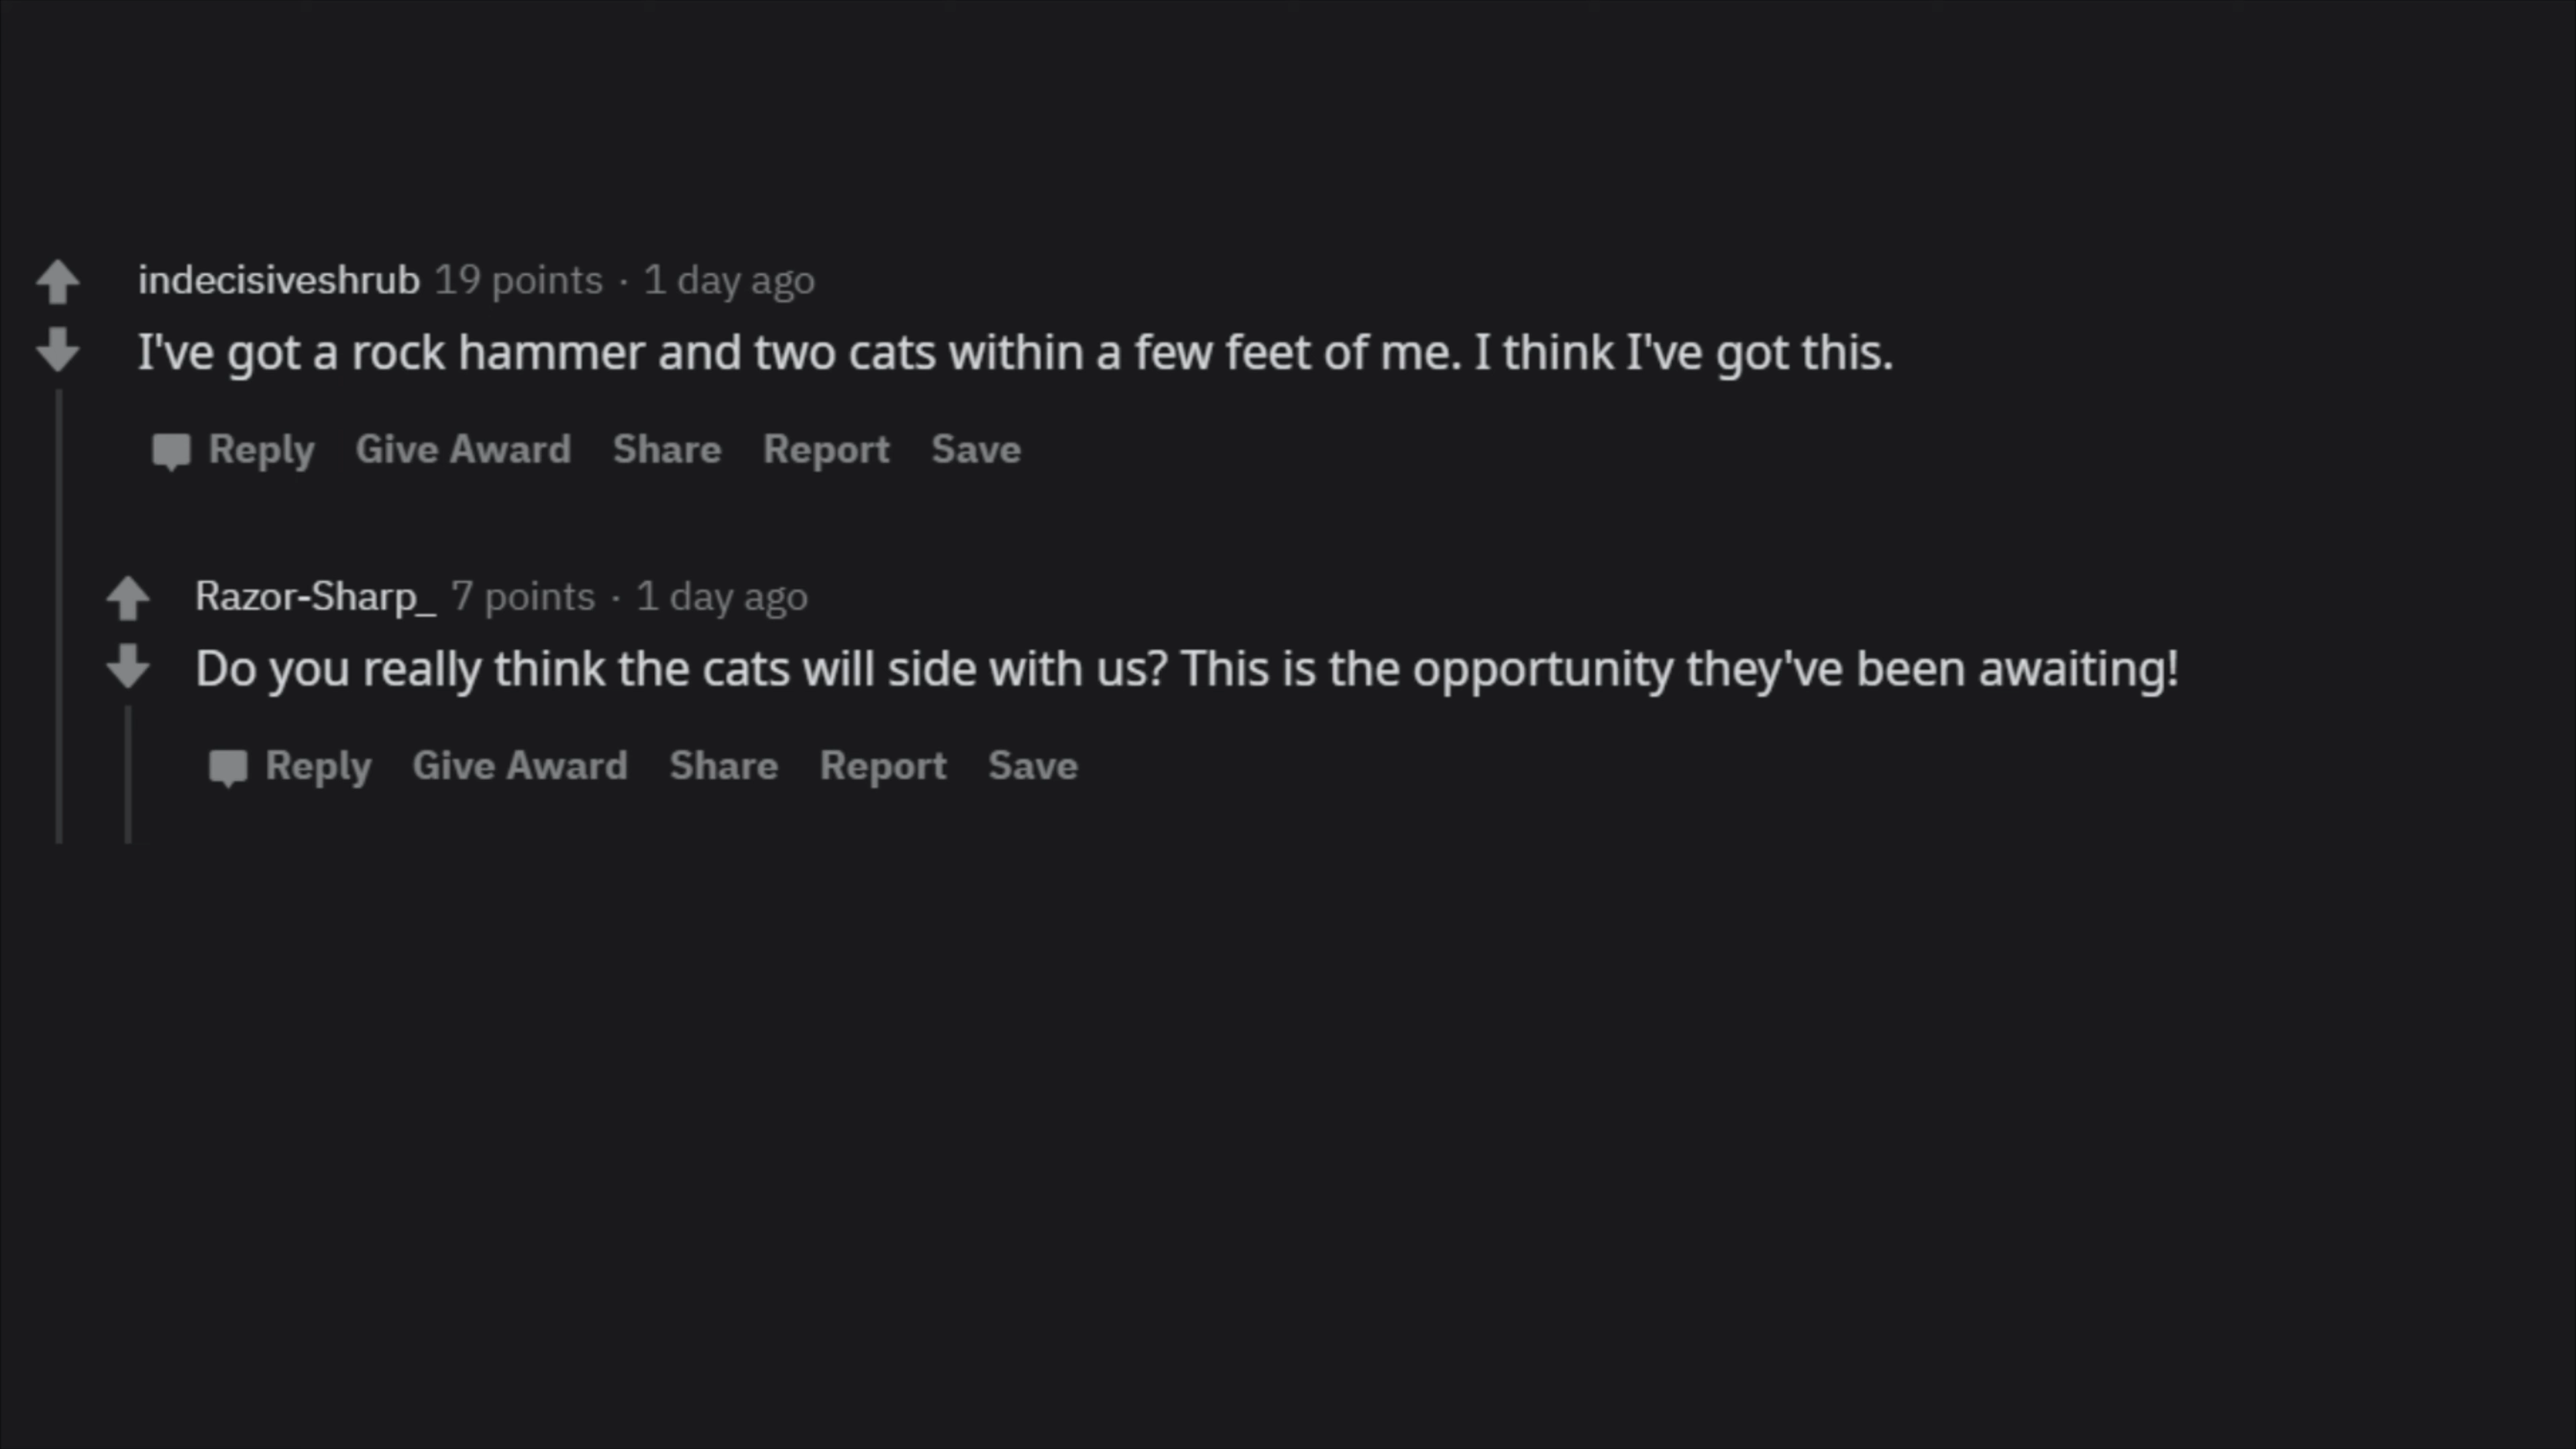 indecisiveshrub 19 points · 1 day ago
I've got a rock hammer and two cats within a few feet of me. I think I've got this.
Reply Give Award Share Report Save
Razor-Sharp_ 7 points · 1 day ago
Do you really think the cats will side with us? This is the opportunity they've been awaiting!
Reply Give Award Share Report Save